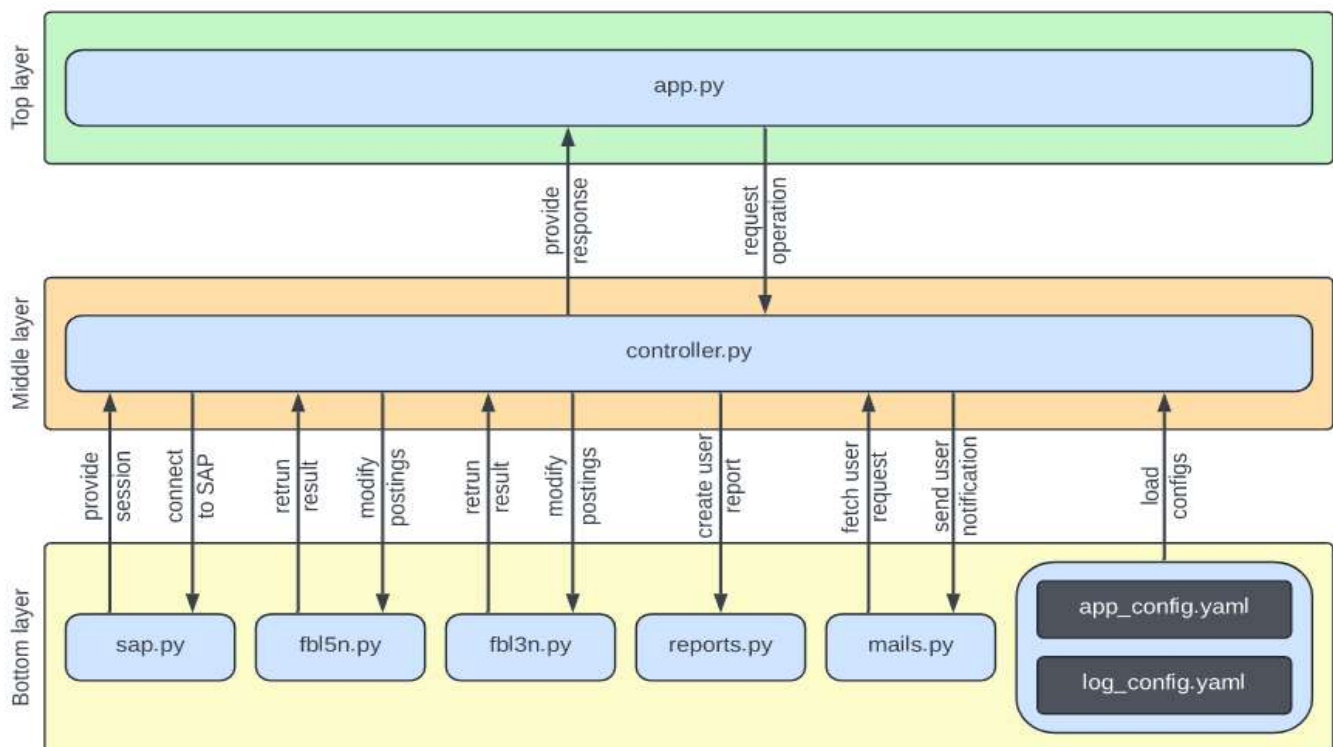 Top layer
app.py
provide
response
request
operation
Middle layer
controller.py
provide
session
connect
to SAP
retrun
result
modify
postings
retrun
result
modify
postings
create user
report
fetch user
request
send user
notification
load
configs
Bottom layer
sap.py
fbl5n.py
fbl3n.py
reports.py
mails.py
app_config.yaml
log_config.yaml